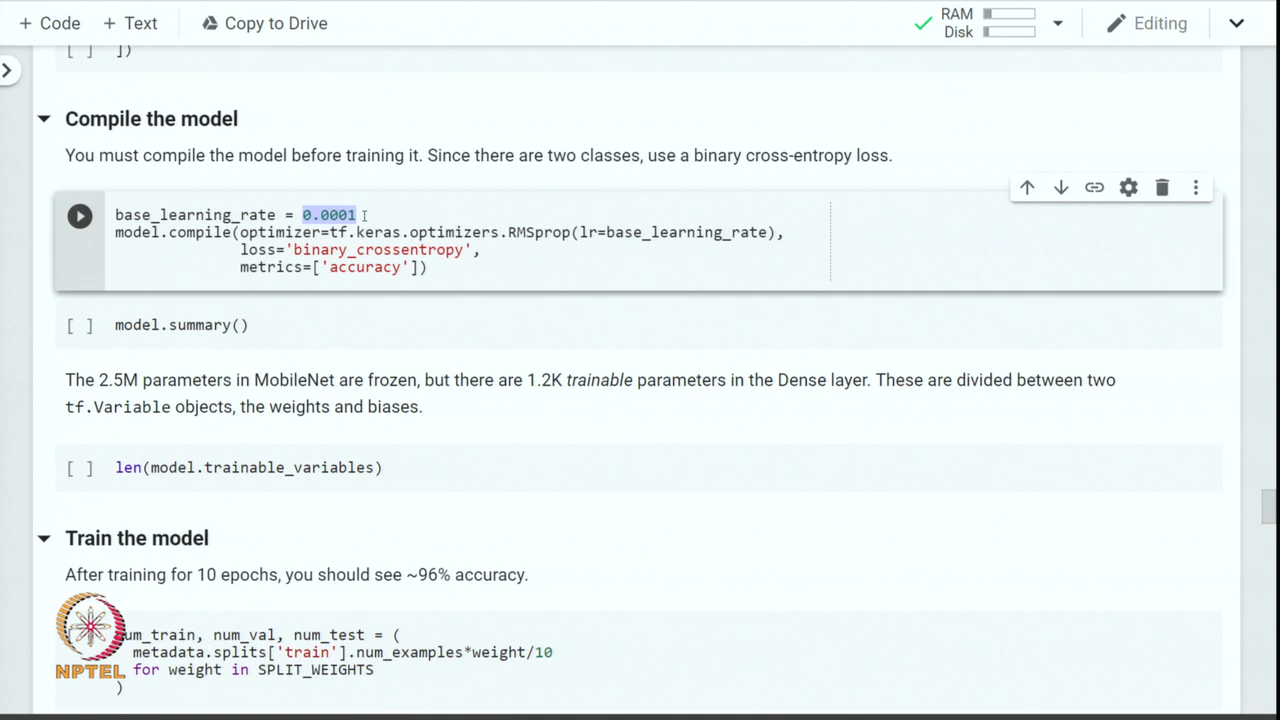 + Code + Text Copy to Drive RAM Disk Editing
[ ] ])
Compile the model
You must compile the model before training it. Since there are two classes, use a binary cross-entropy loss.
base_learning_rate = 0.0001
model.compile(optimizer=tf.keras.optimizers.RMSprop(lr=base_learning_rate),
loss='binary_crossentropy',
metrics=['accuracy'])
[ ] model.summary()
The 2.5M parameters in MobileNet are frozen, but there are 1.2K trainable parameters in the Dense layer. These are divided between two
tf.Variable objects, the weights and biases.
[ ] len(model.trainable_variables)
Train the model
After training for 10 epochs, you should see ~96% accuracy.
num_train, num_val, num_test = (
metadata.splits['train'].num_examples*weight/10
for weight in SPLIT_WEIGHTS
)
NPTEL